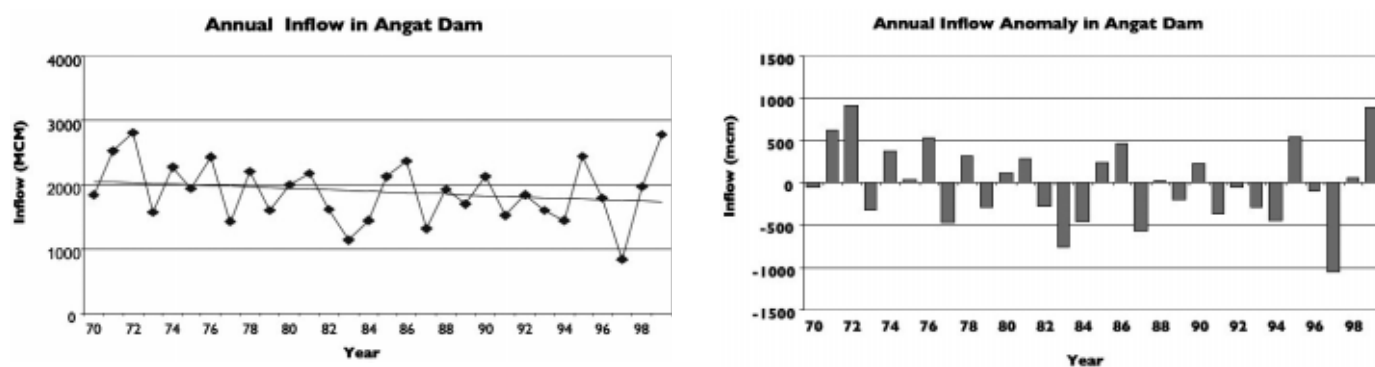 Annual Inflow in Angat Dam
4000
3000
2000
1000
0
Inflow (MCM)
70 72 74 76 78 80 82 84 86 88 90 92 94 96 98
Year
Annual Inflow Anomaly in Angat Dam
1500
1000
500
0
-500
-1000
-1500
Inflow (mcm)
70 72 74 76 78 80 82 84 86 88 90 92 94 96 98
Year